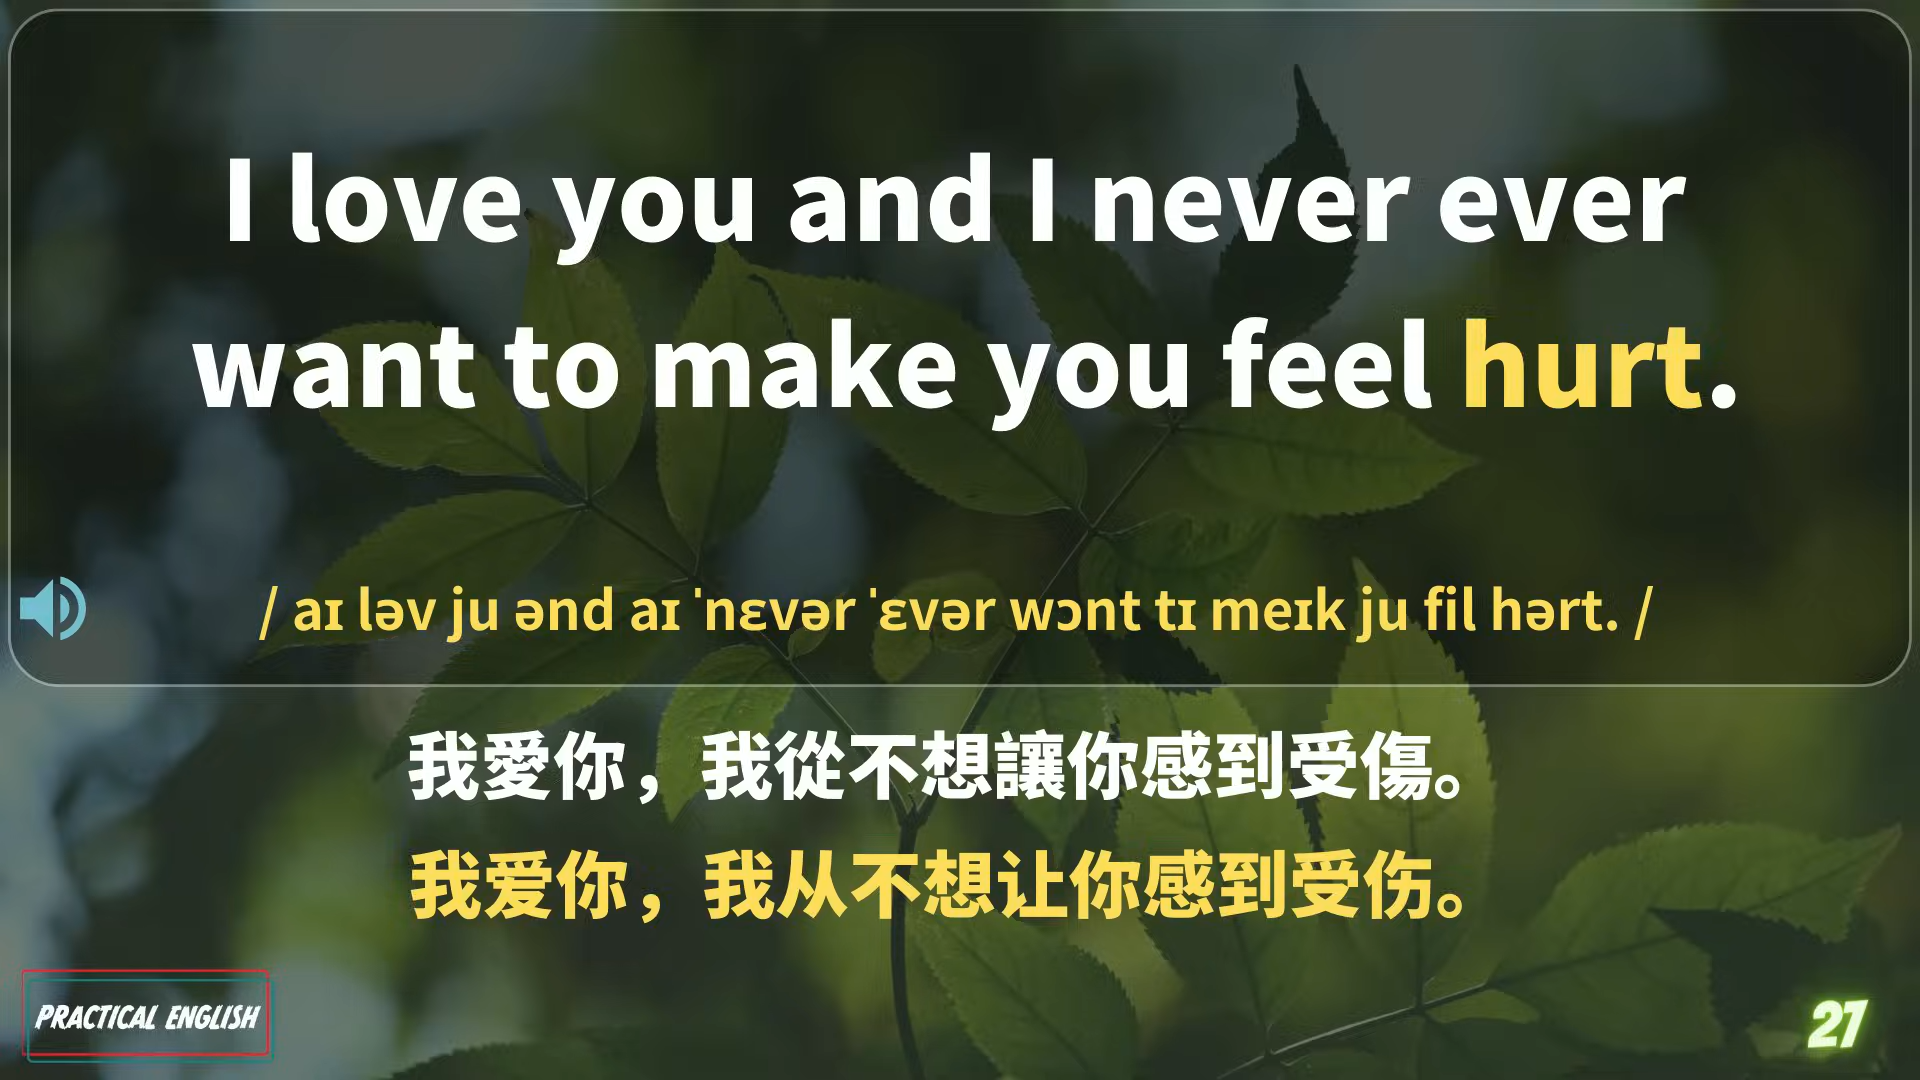 I love you and I never ever
want to make you feel hurt.
/ aɪ ləv ju ənd aɪ ˈnɛvər ˈɛvər wɔnt tɪ meɪk ju fil hərt. /
我愛你，我從不想讓你感到受傷。
我爱你，我从不想让你感到受伤。
PRACTICAL ENGLISH
27